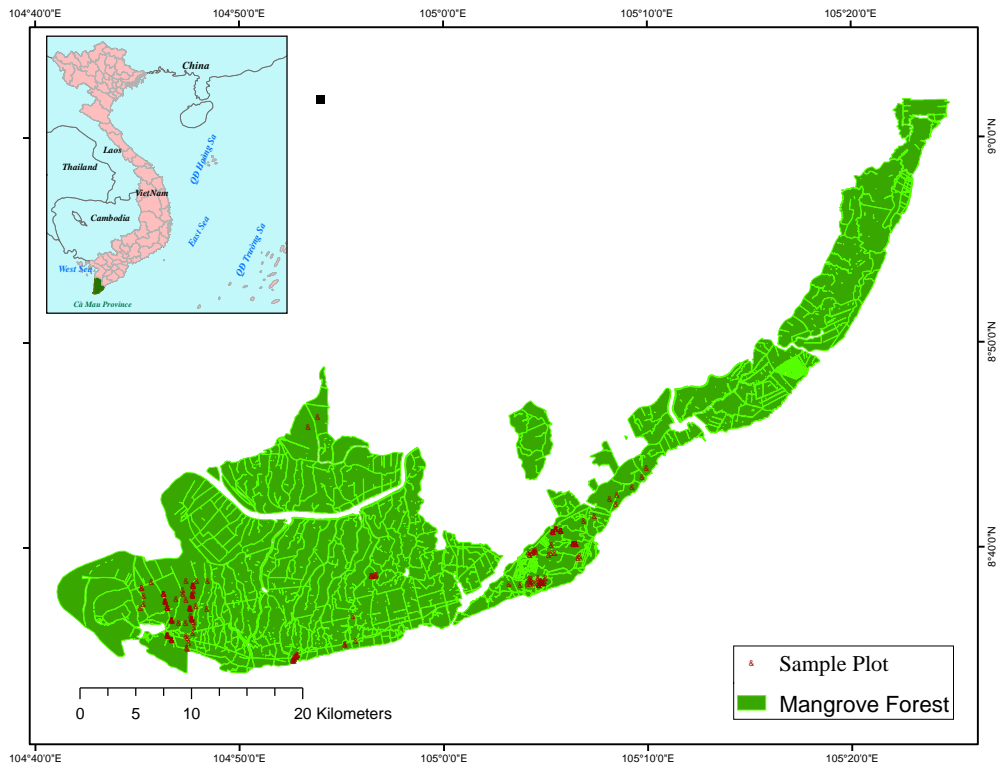 104°40'0"E 104°50'0"E 105°0'0"E 105°10'0"E 105°20'0"E
China
QĐ Hoàng Sa
Laos
Thailand
VietNam
Cambodia
East Sea
QĐ Trường Sa
West Sea
Cà Mau Province
9°0'0"N
8°50'0"N
8°40'0"N
Sample Plot
Mangrove Forest
0 5 10 20 Kilometers
104°40'0"E 104°50'0"E 105°0'0"E 105°10'0"E 105°20'0"E